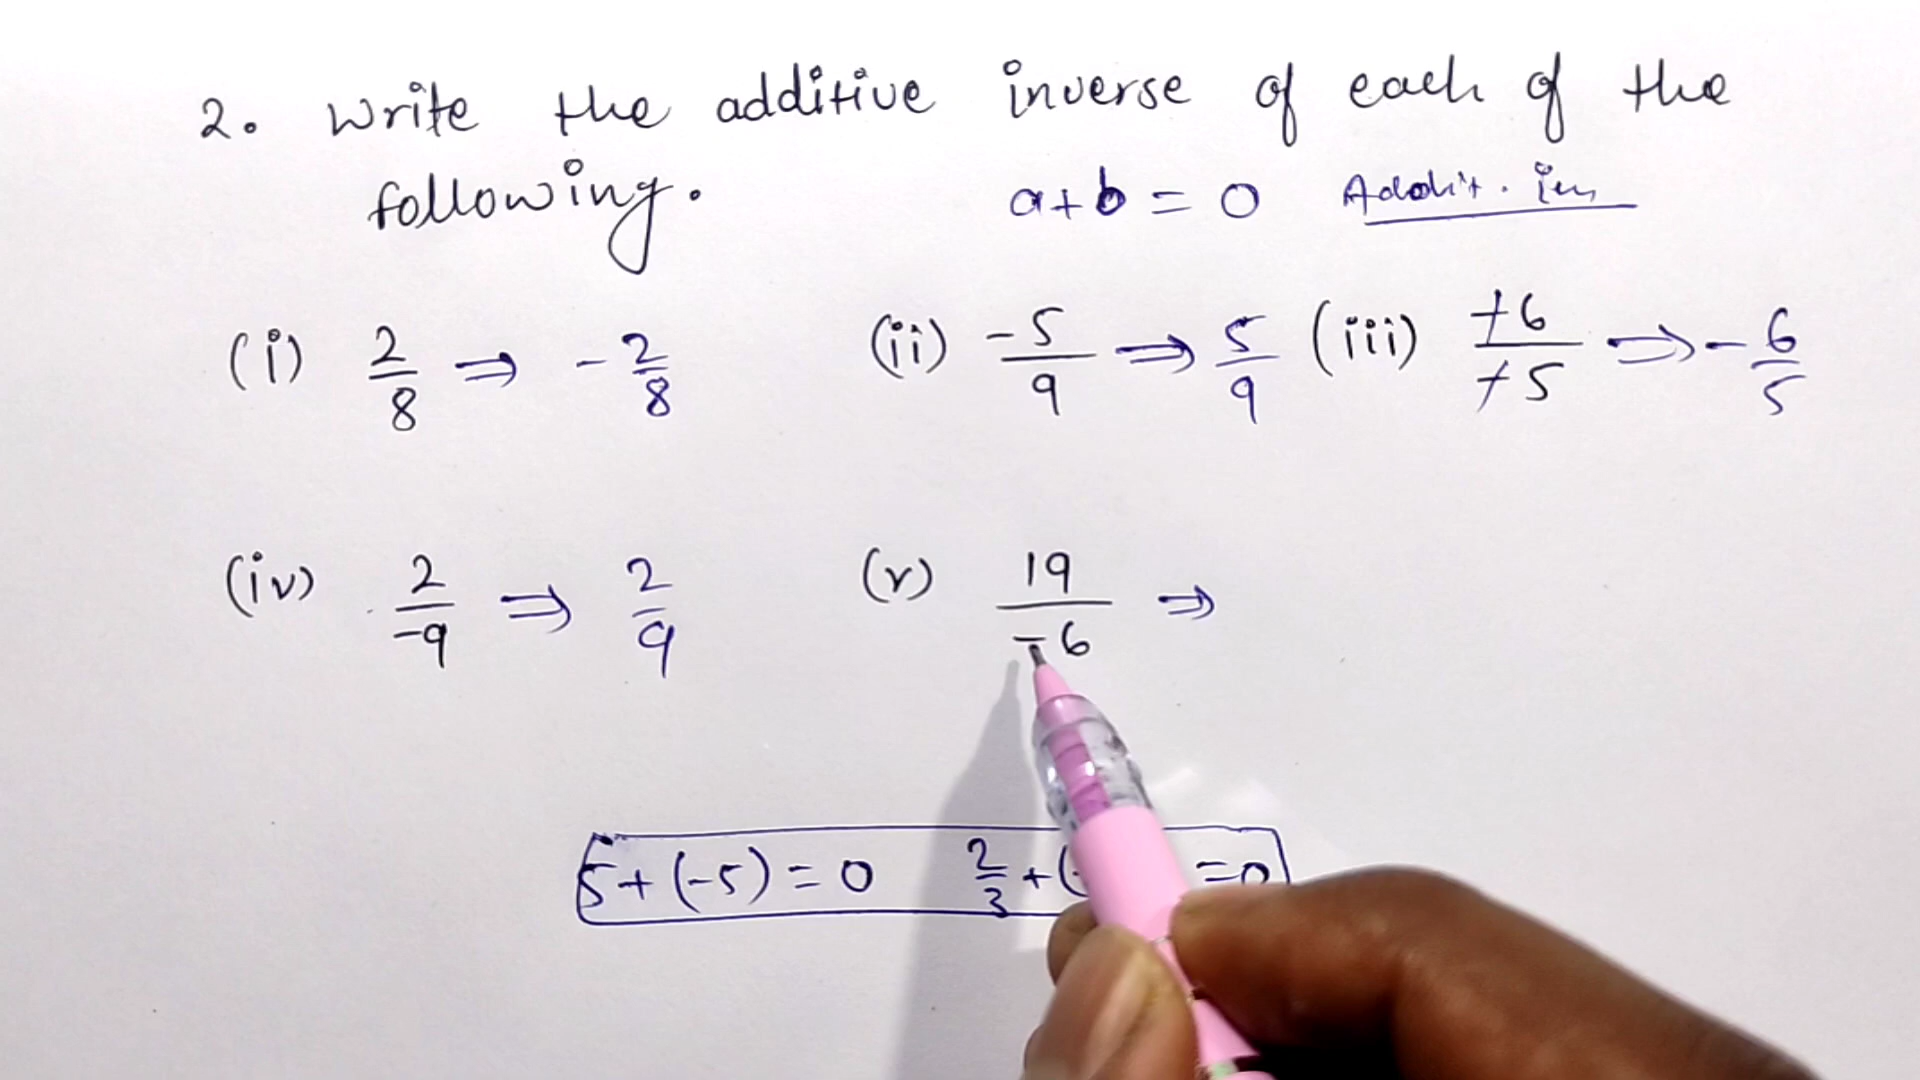 2. Write the additive inverse of each of the
following. a+b = 0 Addit. in
(i) 2/8 ⇒ -2/8 (ii) -5/9 ⇒ 5/9 (iii) -6/-5 ⇒ -6/5
(iv) 2/-9 ⇒ 2/9 (v) 19/-6 ⇒
5+(-5)=0 2/3+(- =0